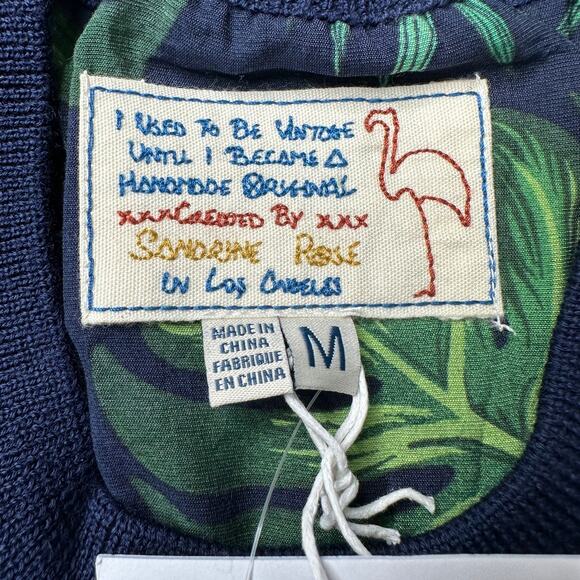 I USED TO BE VINTAGE
UNTIL I BECAME A
HANDMADE ORIGINAL
xxxCREATED BY xxx
SANDRINE ROSE
IN LOS ANGELES
MADE IN
CHINA
FABRIQUE
EN CHINA
M